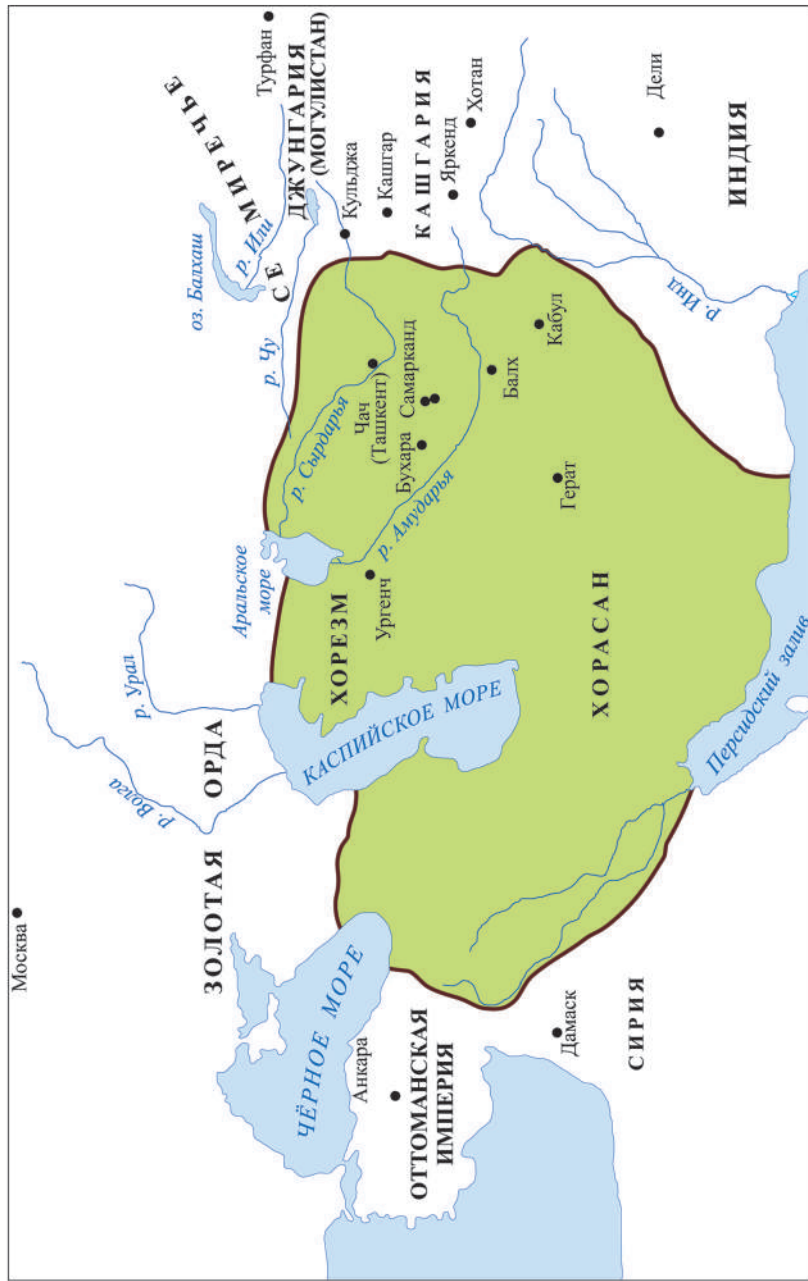 Москва
ЗОЛОТАЯ ОРДА
р. Волга
р. Урал
ЧЁРНОЕ МОРЕ
Анкара
ОТТОМАНСКАЯ
ИМПЕРИЯ
Дамаск
СИРИЯ
КАСПИЙСКОЕ МОРЕ
Аральское
море
ХОРЕЗМ
Ургенч
р. Сырдарья
р. Амударья
Чач
(Ташкент)
Бухара
Самарканд
Балх
Кабул
Герат
ХОРАСАН
Персидский залив
оз. Балхаш
р. Или
р. Чу
СЕМИРЕЧЬЕ
Турфан
ДЖУНГАРИЯ
(МОГУЛИСТАН)
Кульджа
Кашгар
КАШГАРИЯ
Яркенд
Хотан
р. Инд
Дели
ИНДИЯ